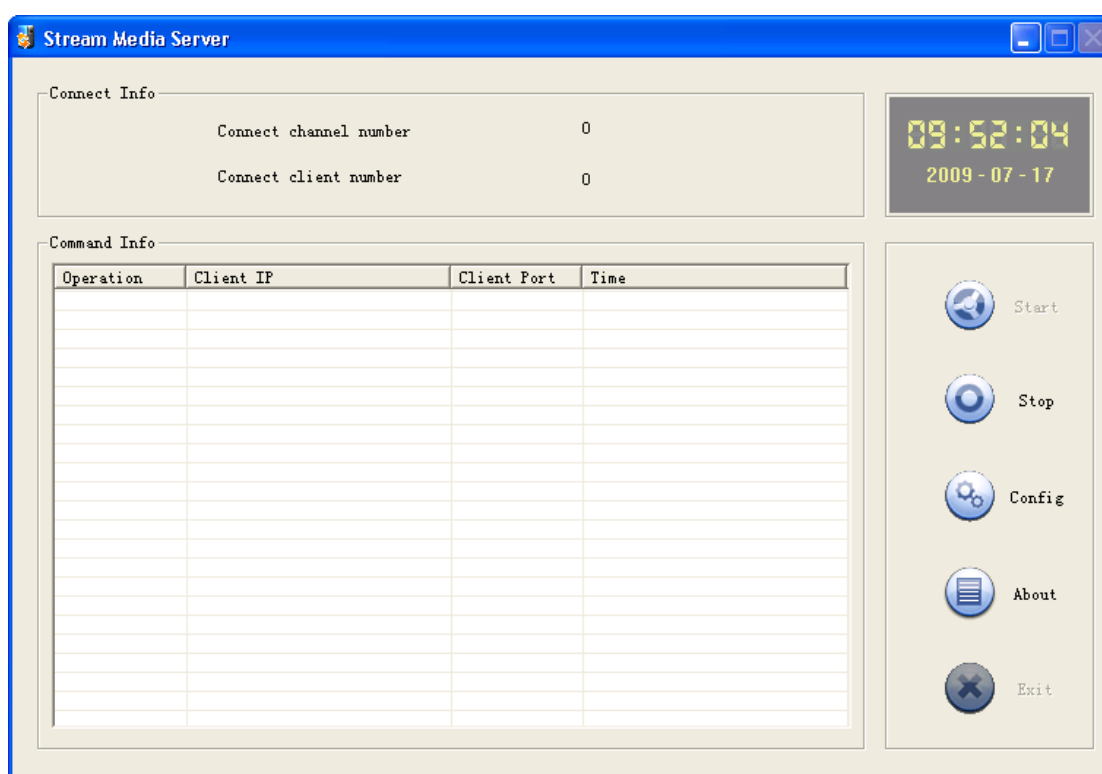 Stream Media Server
Connect Info
Connect channel number 0
Connect client number 0
09:52:04
2009-07-17
Command Info
Operation Client IP Client Port Time
Start
Stop
Config
About
Exit